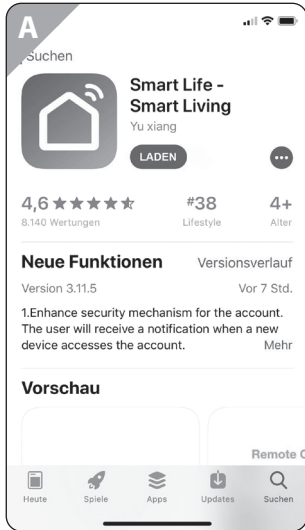 A
Suchen
Smart Life -
Smart Living
Yu xiang
LADEN
4,6 #38 4+
8.140 Wertungen Lifestyle Alter
Neue Funktionen Versionsverlauf
Version 3.11.5 Vor 7 Std.
1.Enhance security mechanism for the account.
The user will receive a notification when a new
device accesses the account. Mehr
Vorschau
Remote
Heute Spiele Apps Updates Suchen